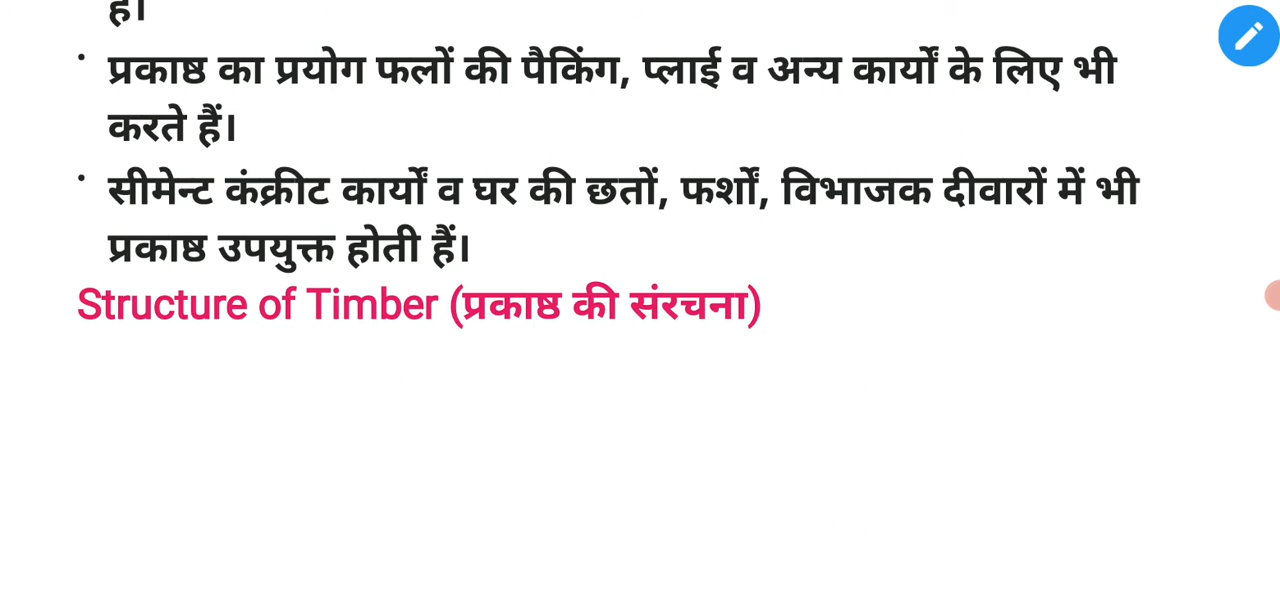 है।
• प्रकाष्ठ का प्रयोग फलों की पैकिंग, प्लाई व अन्य कार्यों के लिए भी
करते हैं।
• सीमेन्ट कंक्रीट कार्यों व घर की छतों, फर्शों, विभाजक दीवारों में भी
प्रकाष्ठ उपयुक्त होती हैं।
Structure of Timber (प्रकाष्ठ की संरचना)